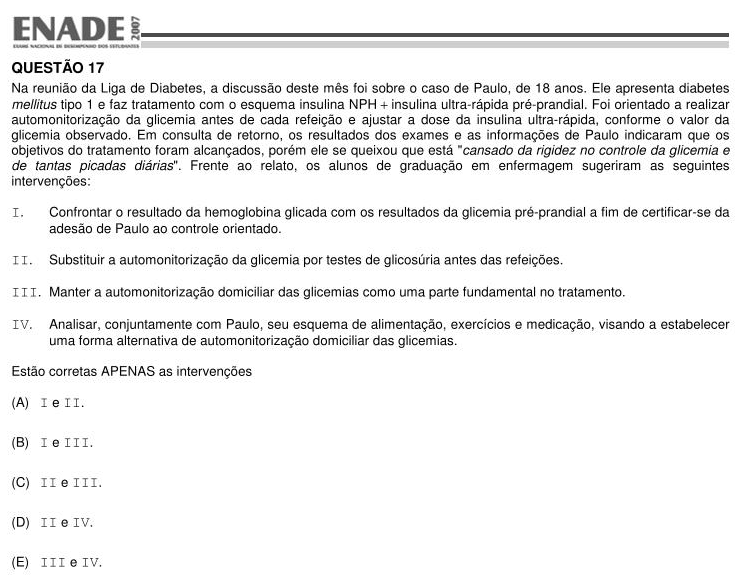 ENADE 2007
EXAME NACIONAL DE DESEMPENHO DOS ESTUDANTES
QUESTÃO 17
Na reunião da Liga de Diabetes, a discussão deste mês foi sobre o caso de Paulo, de 18 anos. Ele apresenta diabetes
mellitus tipo 1 e faz tratamento com o esquema insulina NPH + insulina ultra-rápida pré-prandial. Foi orientado a realizar
automonitorização da glicemia antes de cada refeição e ajustar a dose da insulina ultra-rápida, conforme o valor da
glicemia observado. Em consulta de retorno, os resultados dos exames e as informações de Paulo indicaram que os
objetivos do tratamento foram alcançados, porém ele se queixou que está "cansado da rigidez no controle da glicemia e
de tantas picadas diárias". Frente ao relato, os alunos de graduação em enfermagem sugeriram as seguintes
intervenções:
I. Confrontar o resultado da hemoglobina glicada com os resultados da glicemia pré-prandial a fim de certificar-se da
adesão de Paulo ao controle orientado.
II. Substituir a automonitorização da glicemia por testes de glicosúria antes das refeições.
III. Manter a automonitorização domiciliar das glicemias como uma parte fundamental no tratamento.
IV. Analisar, conjuntamente com Paulo, seu esquema de alimentação, exercícios e medicação, visando a estabelecer
uma forma alternativa de automonitorização domiciliar das glicemias.
Estão corretas APENAS as intervenções
(A) I e II.
(B) I e III.
(C) II e III.
(D) II e IV.
(E) III e IV.